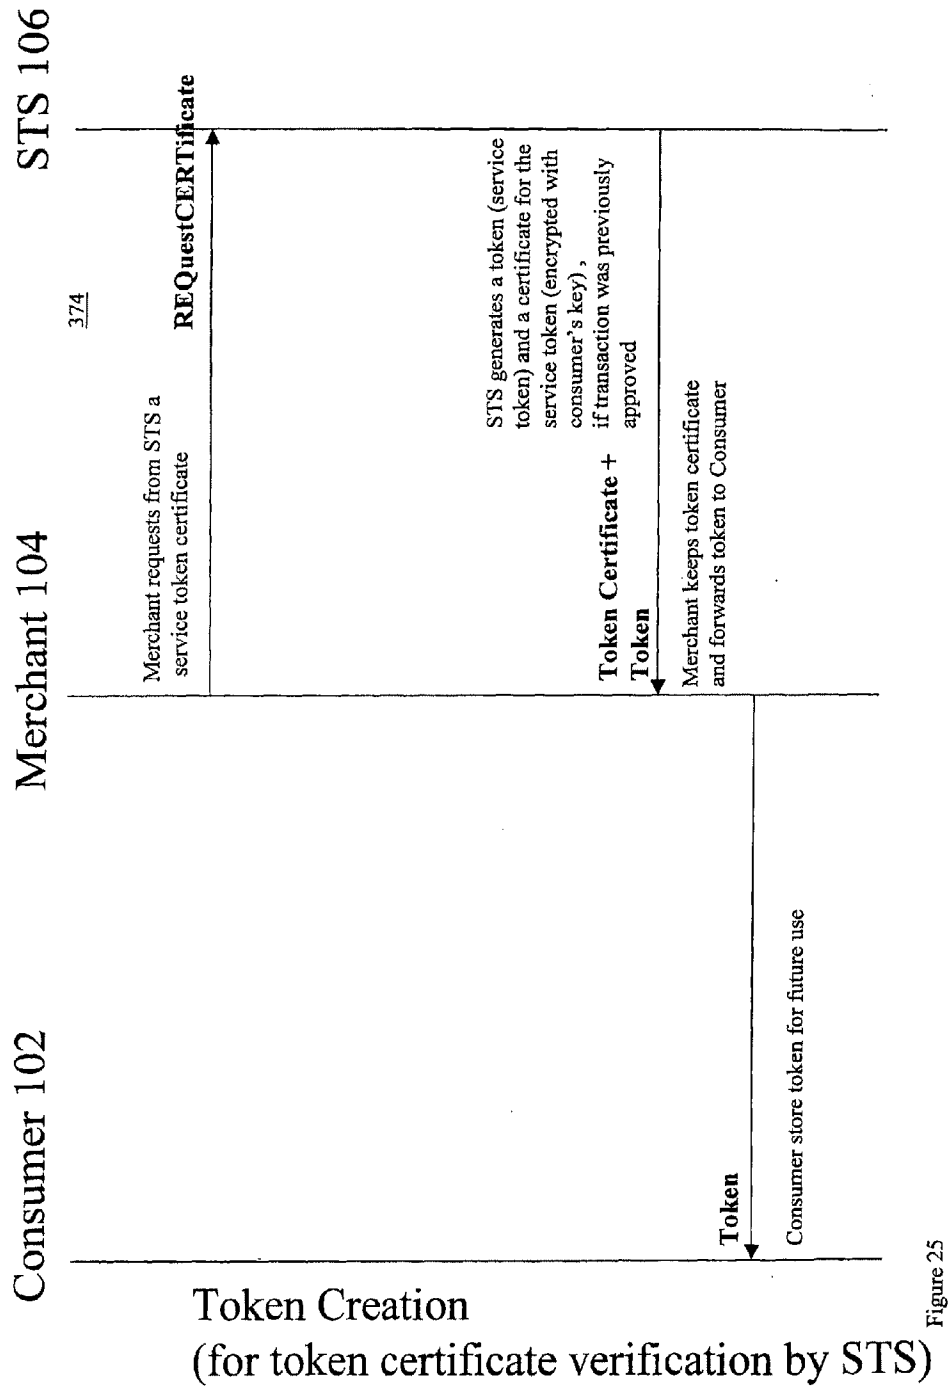 Consumer 102
Merchant 104
STS 106
374
Merchant requests from STS a
service token certificate
REQuestCERTificate
STS generates a token (service
token) and a certificate for the
service token (encrypted with
consumer's key) ,
if transaction was previously
approved
Token Certificate +
Token
Merchant keeps token certificate
and forwards token to Consumer
Token
Consumer store token for future use
Token Creation
(for token certificate verification by STS)
Figure 25